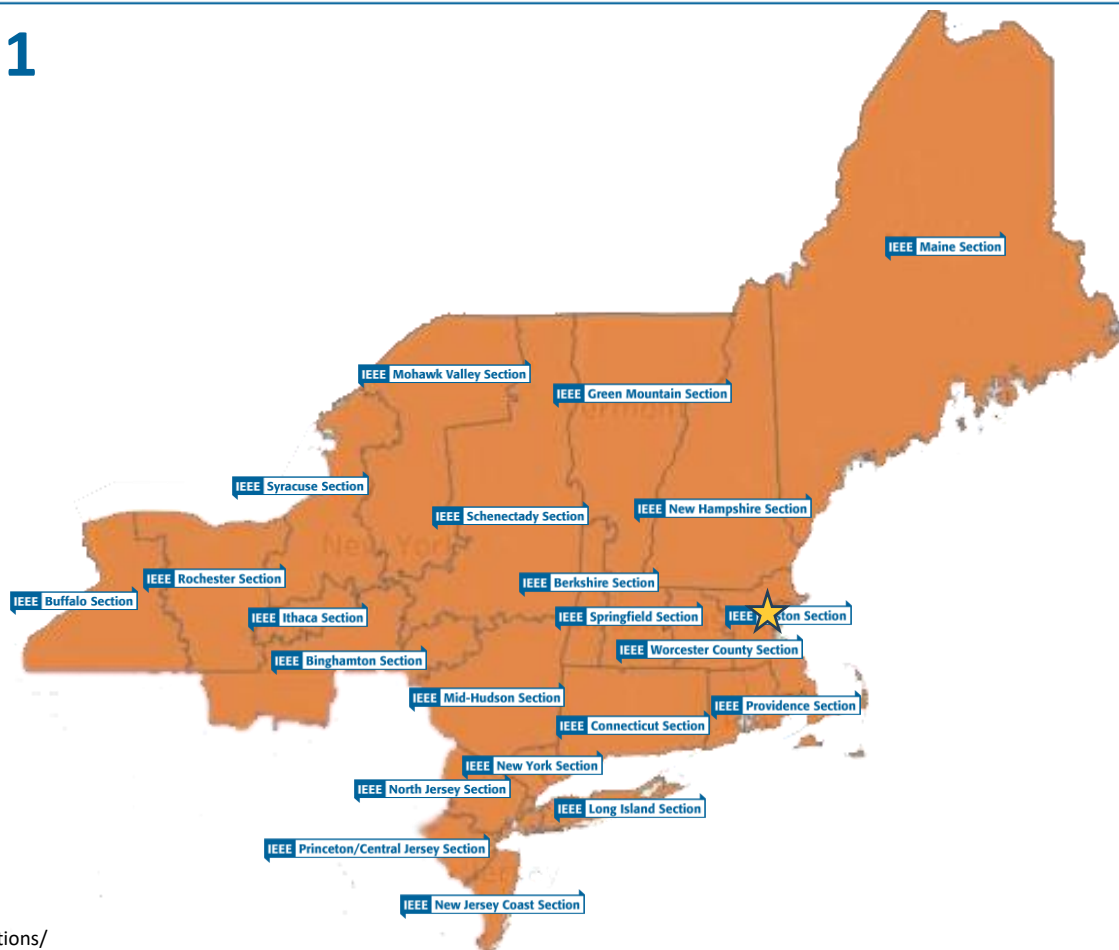 1
IEEE Maine Section
IEEE Mohawk Valley Section
IEEE Green Mountain Section
IEEE Syracuse Section
IEEE New Hampshire Section
IEEE Schenectady Section
New York
IEEE Rochester Section
IEEE Berkshire Section
IEEE Buffalo Section
IEEE Ithaca Section
IEEE Springfield Section
IEEE ston Section
IEEE Worcester County Section
IEEE Binghamton Section
IEEE Mid-Hudson Section
IEEE Providence Section
IEEE Connecticut Section
IEEE New York Section
IEEE North Jersey Section
IEEE Long Island Section
IEEE Princeton/Central Jersey Section
IEEE New Jersey Coast Section
tions/